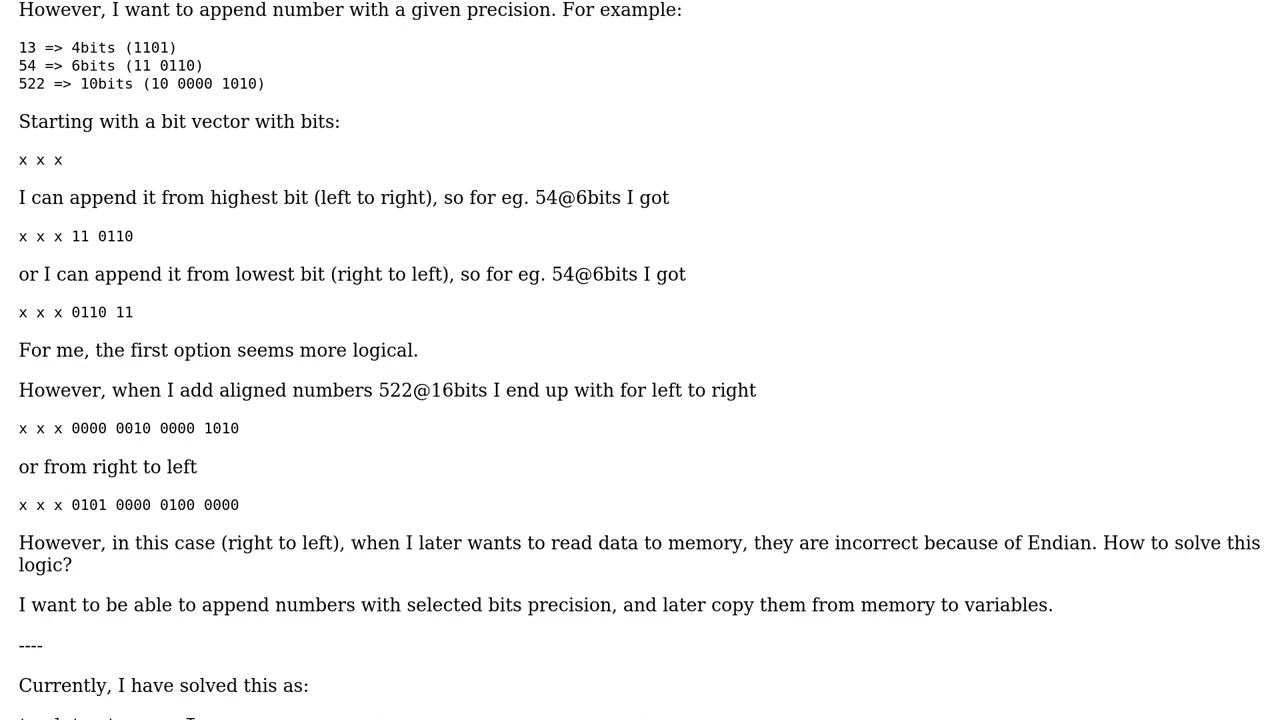 However, I want to append number with a given precision. For example:
13 => 4bits (1101)
54 => 6bits (11 0110)
522 => 10bits (10 0000 1010)
Starting with a bit vector with bits:
x x x
I can append it from highest bit (left to right), so for eg. 54@6bits I got
x x x 11 0110
or I can append it from lowest bit (right to left), so for eg. 54@6bits I got
x x x 0110 11
For me, the first option seems more logical.
However, when I add aligned numbers 522@16bits I end up with for left to right
x x x 0000 0010 0000 1010
or from right to left
x x x 0101 0000 0100 0000
However, in this case (right to left), when I later wants to read data to memory, they are incorrect because of Endian. How to solve this
logic?
I want to be able to append numbers with selected bits precision, and later copy them from memory to variables.
----
Currently, I have solved this as: